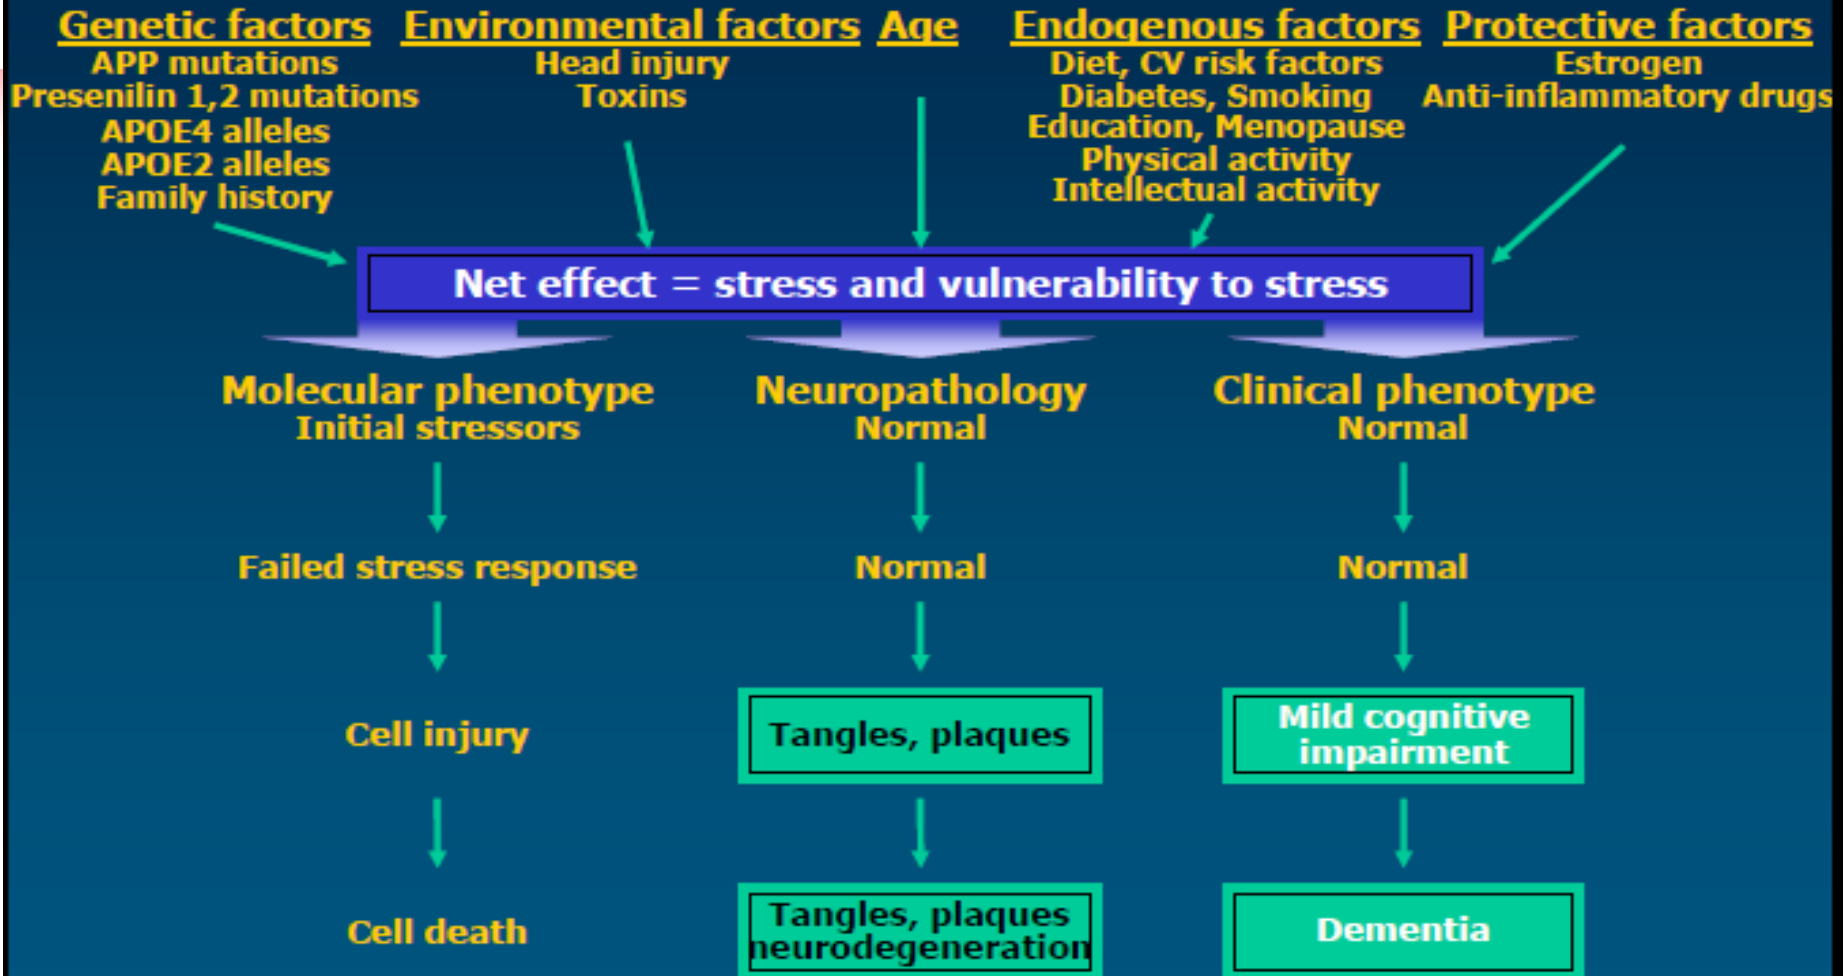 Genetic factors
APP mutations
Presenilin 1,2 mutations
APOE4 alleles
APOE2 alleles
Family history
Environmental factors
Head injury
Toxins
Age
Endogenous factors
Diet, CV risk factors
Diabetes, Smoking
Education, Menopause
Physical activity
Intellectual activity
Protective factors
Estrogen
Anti-inflammatory drugs
Net effect = stress and vulnerability to stress
Molecular phenotype
Initial stressors
Failed stress response
Cell injury
Cell death
Neuropathology
Normal
Normal
Tangles, plaques
Tangles, plaques
neurodegeneration
Clinical phenotype
Normal
Normal
Mild cognitive
impairment
Dementia